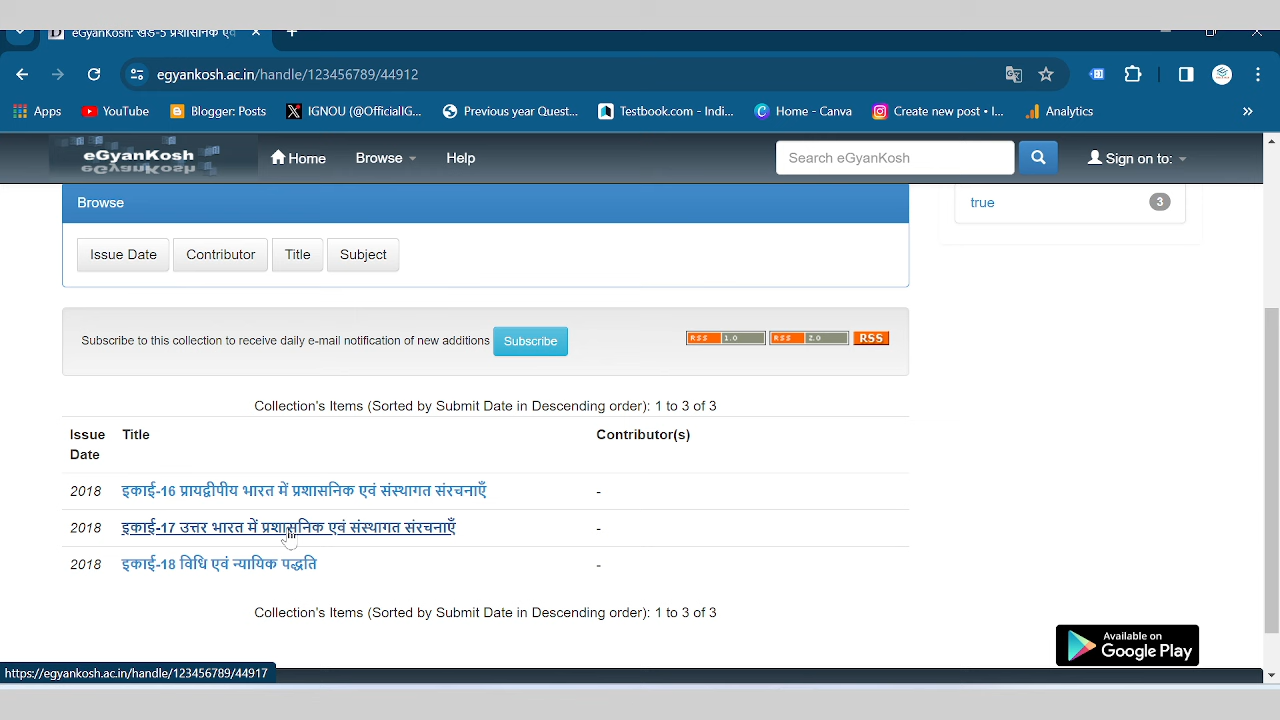 eGyanKosh: खंड-5 प्रशासनिक एवं
egyankosh.ac.in/handle/123456789/44912
Apps YouTube Blogger: Posts IGNOU (@OfficialIG... Previous year Quest... Testbook.com - Indi... Home - Canva Create new post • I... Analytics »
eGyanKosh Home Browse Help Search eGyanKosh Sign on to:
Browse
true 3
Issue Date Contributor Title Subject
Subscribe to this collection to receive daily e-mail notification of new additions Subscribe RSS 1.0 RSS 2.0 RSS
Collection's Items (Sorted by Submit Date in Descending order): 1 to 3 of 3
Issue Date Title Contributor(s)
2018 इकाई-16 प्रायद्वीपीय भारत में प्रशासनिक एवं संस्थागत संरचनाएँ -
2018 इकाई-17 उत्तर भारत में प्रशासनिक एवं संस्थागत संरचनाएँ -
2018 इकाई-18 विधि एवं न्यायिक पद्धति -
Collection's Items (Sorted by Submit Date in Descending order): 1 to 3 of 3
Available on
Google Play
https://egyankosh.ac.in/handle/123456789/44917